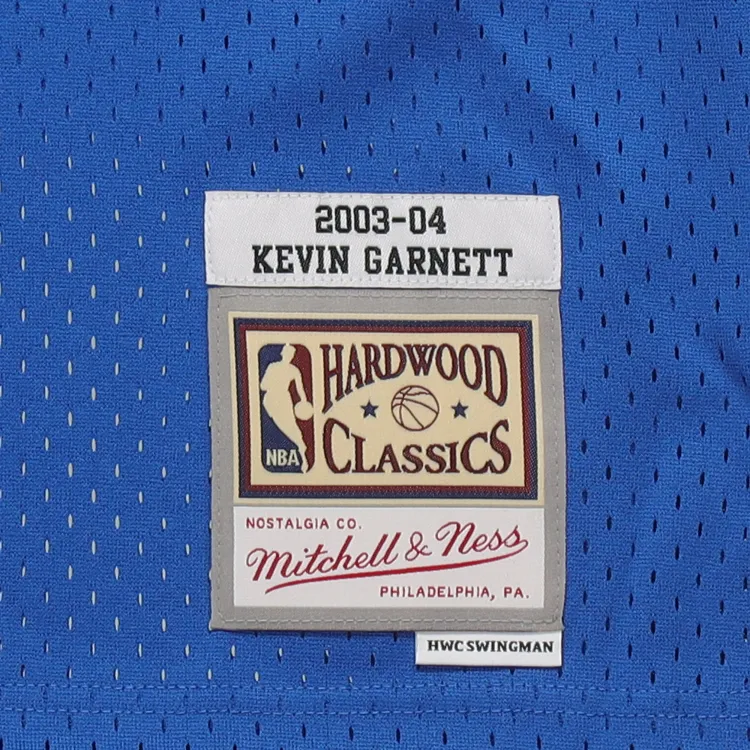 2003-04
KEVIN GARNETT
HARDWOOD
NBA
CLASSICS
NOSTALGIA CO.
Mitchell & Ness
PHILADELPHIA, PA.
HWC SWINGMAN